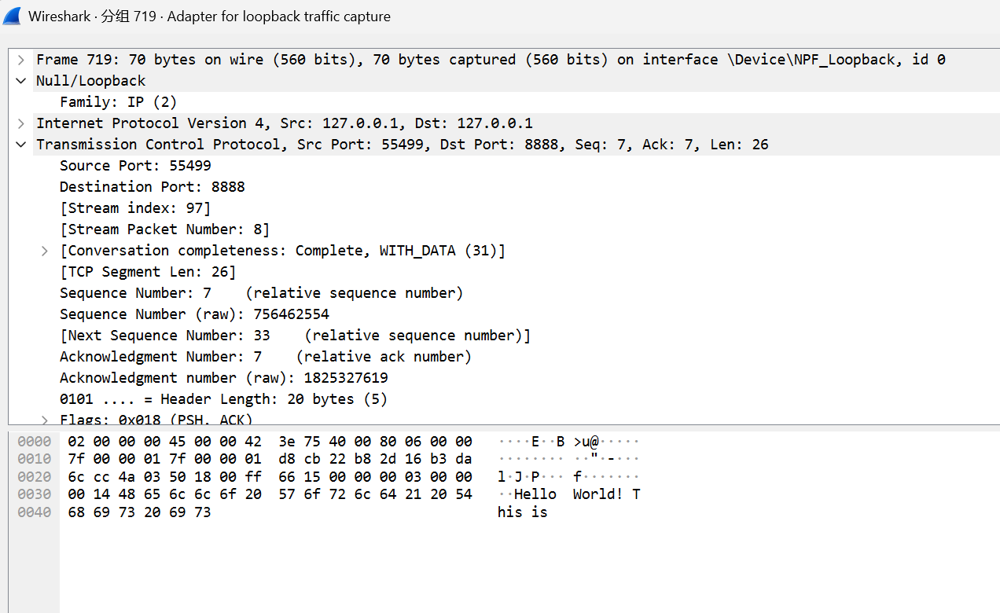 Wireshark · 分组 719 · Adapter for loopback traffic capture
Frame 719: 70 bytes on wire (560 bits), 70 bytes captured (560 bits) on interface \Device\NPF_Loopback, id 0
Null/Loopback
Family: IP (2)
Internet Protocol Version 4, Src: 127.0.0.1, Dst: 127.0.0.1
Transmission Control Protocol, Src Port: 55499, Dst Port: 8888, Seq: 7, Ack: 7, Len: 26
Source Port: 55499
Destination Port: 8888
[Stream index: 97]
[Stream Packet Number: 8]
[Conversation completeness: Complete, WITH_DATA (31)]
[TCP Segment Len: 26]
Sequence Number: 7    (relative sequence number)
Sequence Number (raw): 756462554
[Next Sequence Number: 33    (relative sequence number)]
Acknowledgment Number: 7    (relative ack number)
Acknowledgment number (raw): 1825327619
0101 .... = Header Length: 20 bytes (5)
Flags: 0x018 (PSH, ACK)
0000  02 00 00 00 45 00 00 42  3e 75 40 00 80 06 00 00  ····E··B >u@·····
0010  7f 00 00 01 7f 00 00 01  d8 cb 22 b8 2d 16 b3 da  ········ ··"·-···
0020  6c cc 4a 03 50 18 00 ff  66 15 00 00 00 03 00 00  l·J·P··· f·······
0030  00 14 48 65 6c 6c 6f 20  57 6f 72 6c 64 21 20 54  ··Hello  World! T
0040  68 69 73 20 69 73  his is